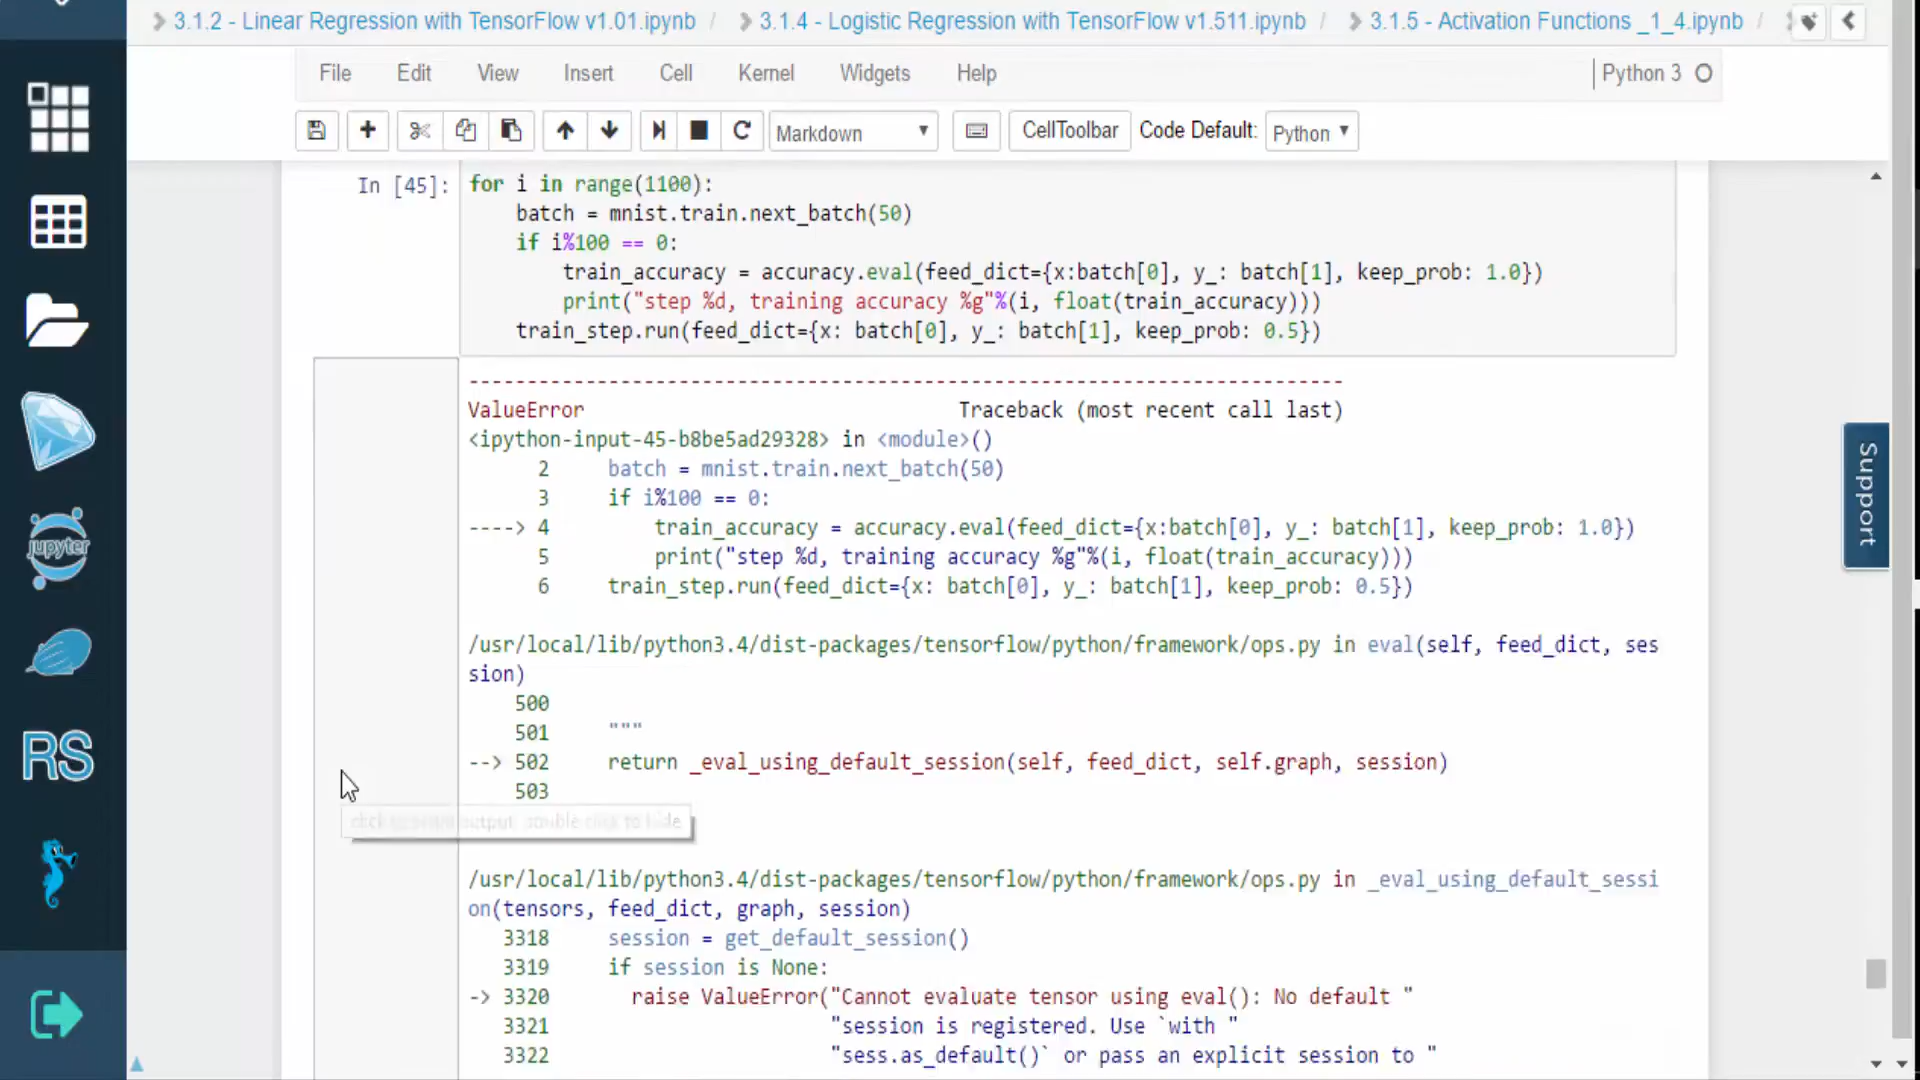 3.1.2 - Linear Regression with TensorFlow v1.01.ipynb / 3.1.4 - Logistic Regression with TensorFlow v1.511.ipynb / 3.1.5 - Activation Functions _1_4.ipynb /
File Edit View Insert Cell Kernel Widgets Help Python 3
Markdown CellToolbar Code Default: Python
In [45]: for i in range(1100):
batch = mnist.train.next_batch(50)
if i%100 == 0:
train_accuracy = accuracy.eval(feed_dict={x:batch[0], y_: batch[1], keep_prob: 1.0})
print("step %d, training accuracy %g"%(i, float(train_accuracy)))
train_step.run(feed_dict={x: batch[0], y_: batch[1], keep_prob: 0.5})
---------------------------------------------------------------------------
ValueError Traceback (most recent call last)
<ipython-input-45-b8be5ad29328> in <module>()
2 batch = mnist.train.next_batch(50)
3 if i%100 == 0:
----> 4 train_accuracy = accuracy.eval(feed_dict={x:batch[0], y_: batch[1], keep_prob: 1.0})
5 print("step %d, training accuracy %g"%(i, float(train_accuracy)))
6 train_step.run(feed_dict={x: batch[0], y_: batch[1], keep_prob: 0.5})
/usr/local/lib/python3.4/dist-packages/tensorflow/python/framework/ops.py in eval(self, feed_dict, ses
sion)
500
501 """
--> 502 return _eval_using_default_session(self, feed_dict, self.graph, session)
503
click to scroll output; double click to hide
/usr/local/lib/python3.4/dist-packages/tensorflow/python/framework/ops.py in _eval_using_default_sessi
on(tensors, feed_dict, graph, session)
3318 session = get_default_session()
3319 if session is None:
-> 3320 raise ValueError("Cannot evaluate tensor using eval(): No default "
3321 "session is registered. Use `with "
3322 "sess.as_default()` or pass an explicit session to "
jupyter
RS
Support